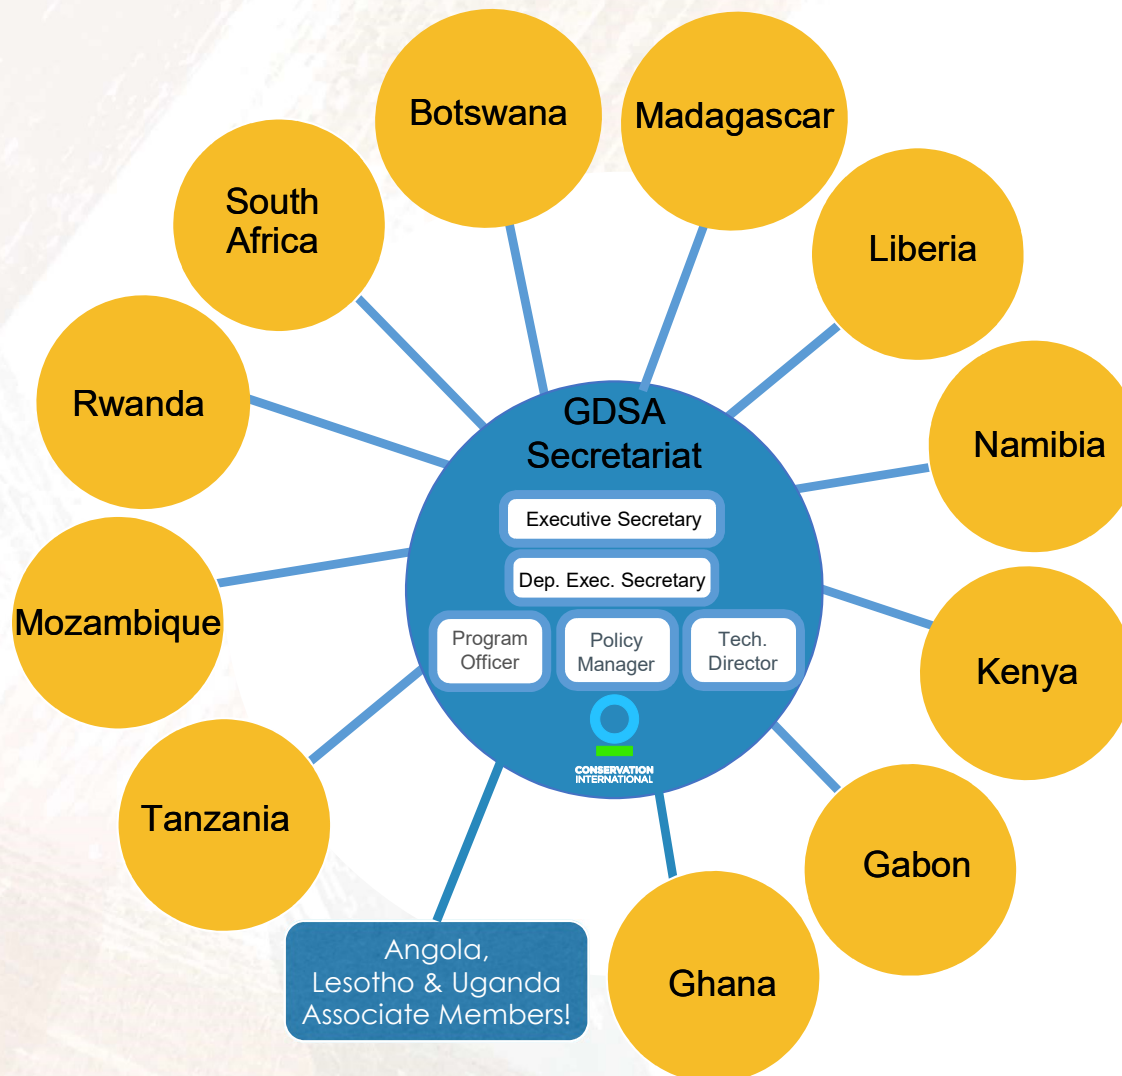 Botswana
Madagascar
South
Africa
Liberia
Rwanda
Namibia
GDSA
Secretariat
Executive Secretary
Dep. Exec. Secretary
Program
Officer
Policy
Manager
Tech.
Director
CONSERVATION
INTERNATIONAL
Mozambique
Kenya
Tanzania
Gabon
Angola,
Lesotho & Uganda
Associate Members!
Ghana